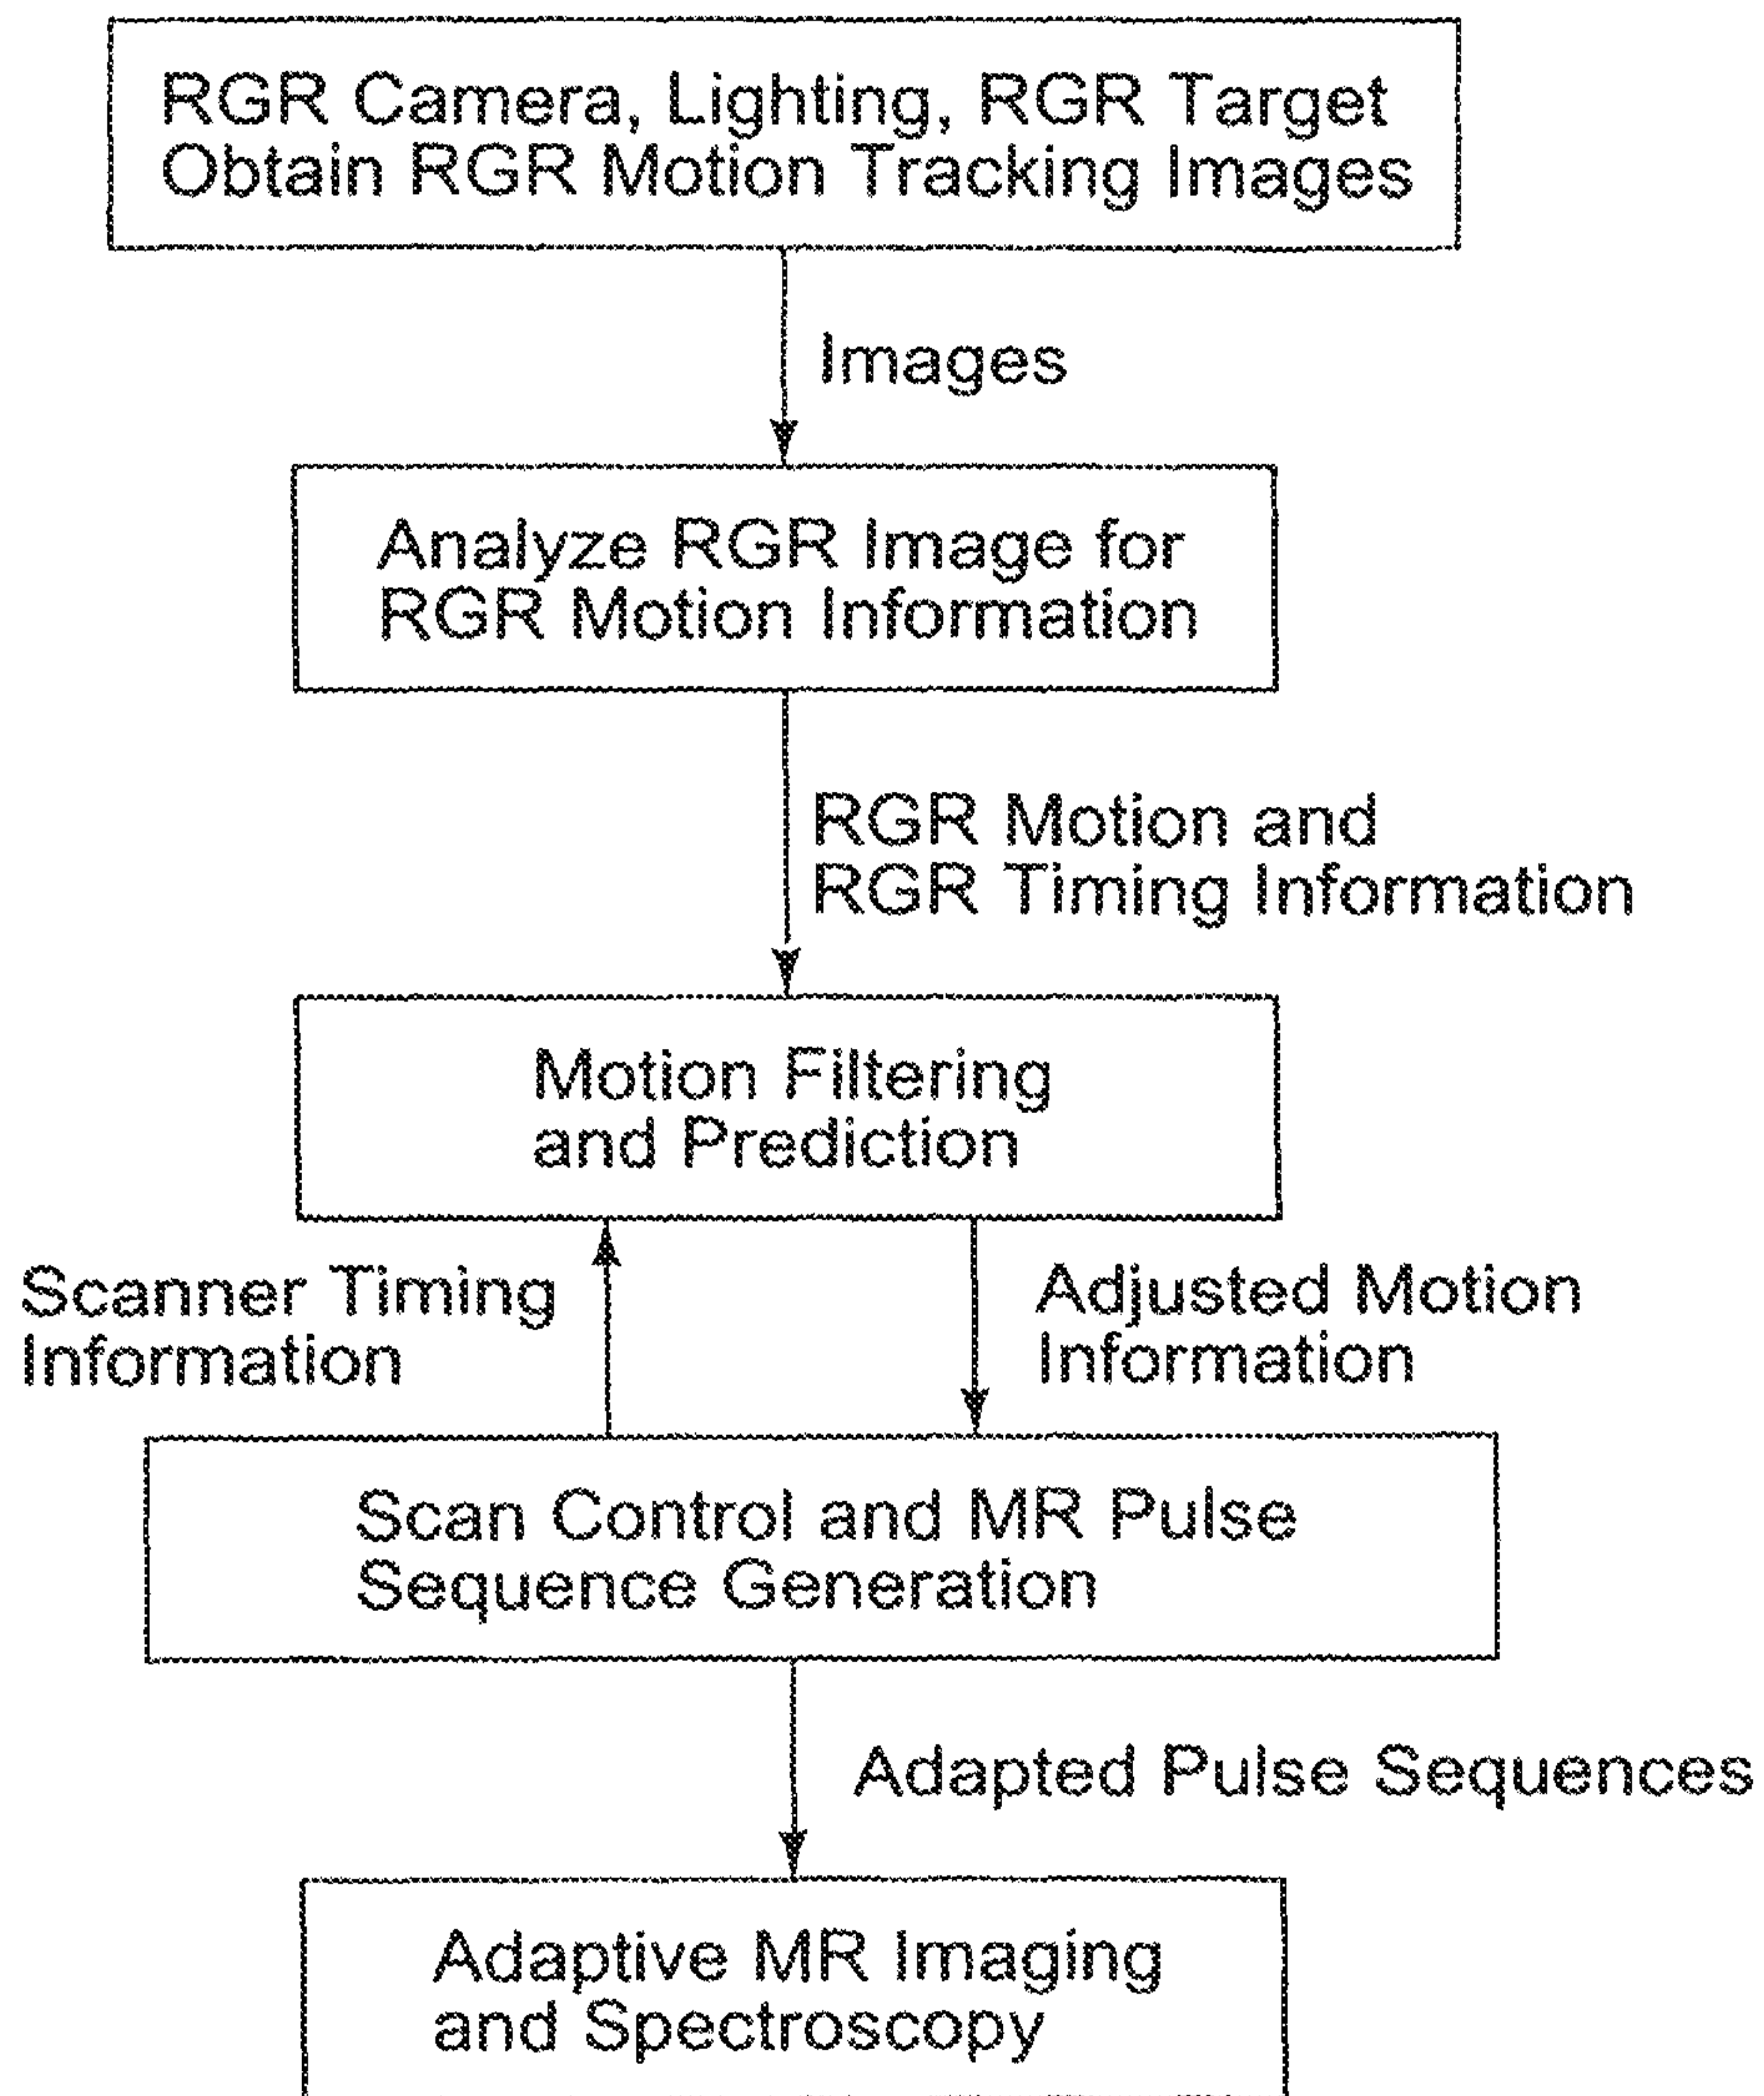 RGR Camera, Lighting, RGR Target
Obtain RGR Motion Tracking Images
Images
Analyze RGR Image for
RGR Motion Information
RGR Motion and
RGR Timing Information
Motion Filtering
and Prediction
Scanner Timing
Information
Adjusted Motion
Information
Scan Control and MR Pulse
Sequence Generation
Adapted Pulse Sequences
Adaptive MR Imaging
and Spectroscopy